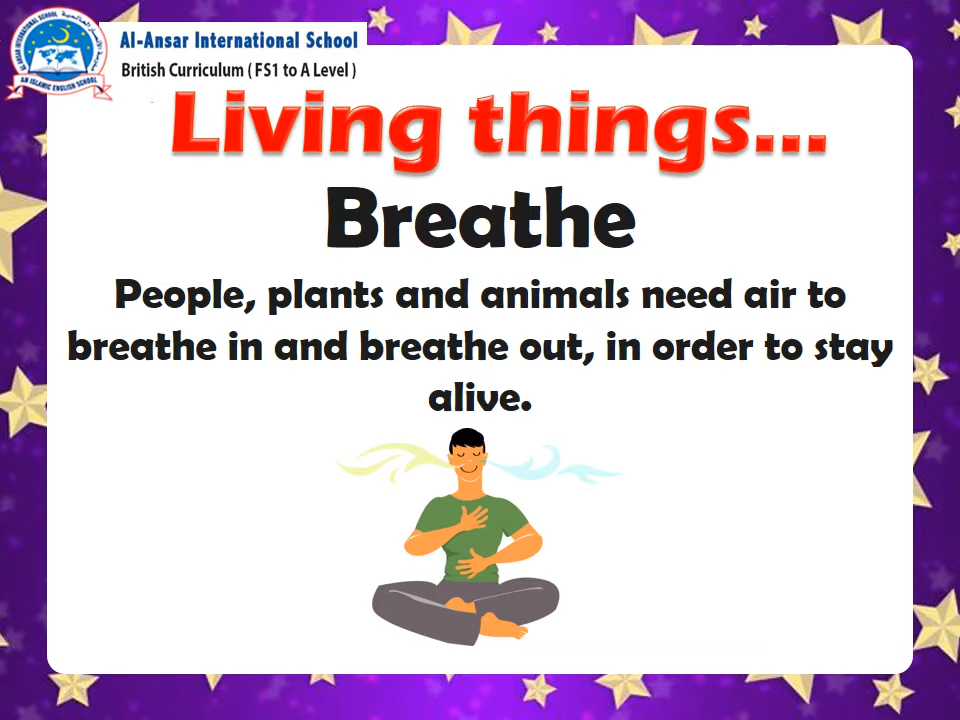 Al-Ansar International School
British Curriculum ( FS1 to A Level )
AN ISLAMIC ENGLISH SCHOOL
Living things...
Breathe
People, plants and animals need air to
breathe in and breathe out, in order to stay
alive.